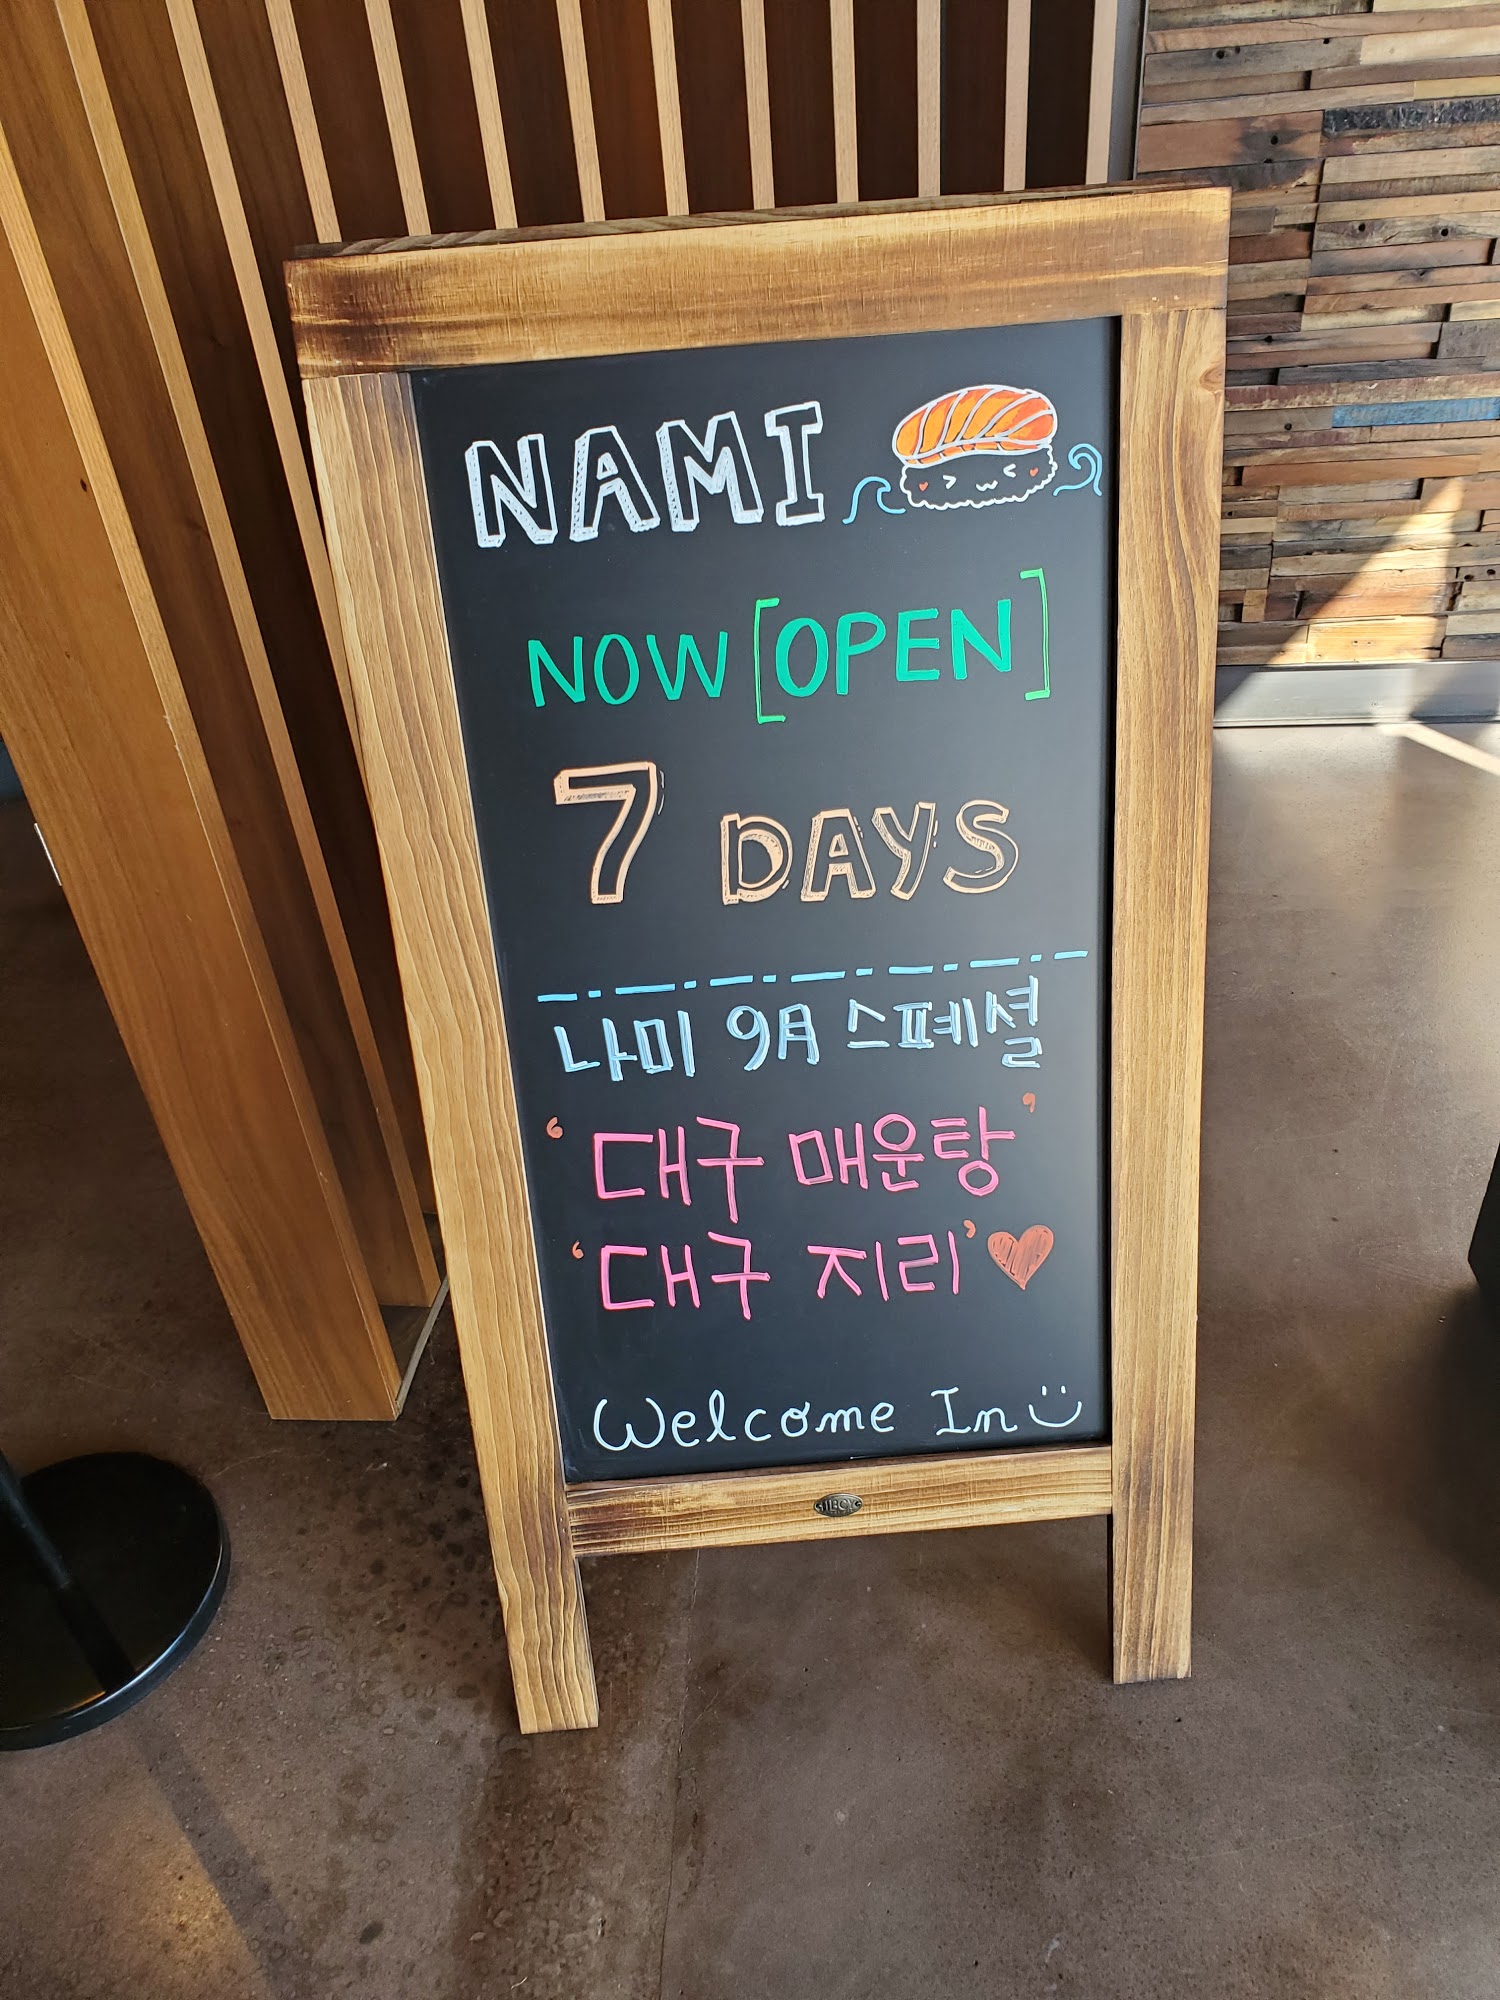 NAMI
NOW [OPEN]
7 DAYS
나미 9月 스페셜
‘대구 매운탕’
‘대구 지리’
Welcome In